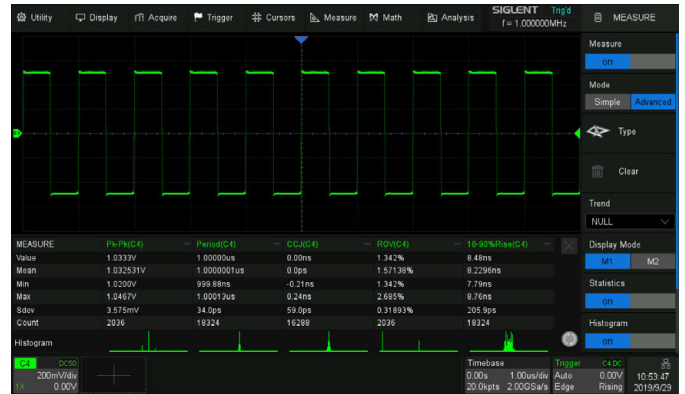 Utility Display Acquire Trigger Cursors Measure Math Analysis SIGLENT Trig'd MEASURE
f = 1.000000MHz
Measure
on
Mode
Simple Advanced
Type
Clear
Trend
NULL
MEASURE Pk-Pk(C4) Period(C4) CCJ(C4) ROV(C4) 10-90%Rise(C4)
Value 1.0333V 1.00000us 0.00ns 1.342% 8.48ns
Mean 1.032531V 1.0000001us 0.0ps 1.57138% 8.2296ns
Min 1.0200V 999.88ns -0.21ns 1.342% 7.79ns
Max 1.0467V 1.00013us 0.24ns 2.685% 8.76ns
Sdev 3.575mV 34.0ps 59.0ps 0.31893% 205.9ps
Count 2036 18324 16288 2036 18324
Histogram
Display Mode
M1 M2
Statistics
on
Histogram
on
C4 DC50
200mV/div
1X 0.00V
Timebase
0.00s 1.00us/div
20.0kpts 2.00GSa/s
Trigger C4 DC
Auto 0.00V
Edge Rising
10:53:47
2019/9/29